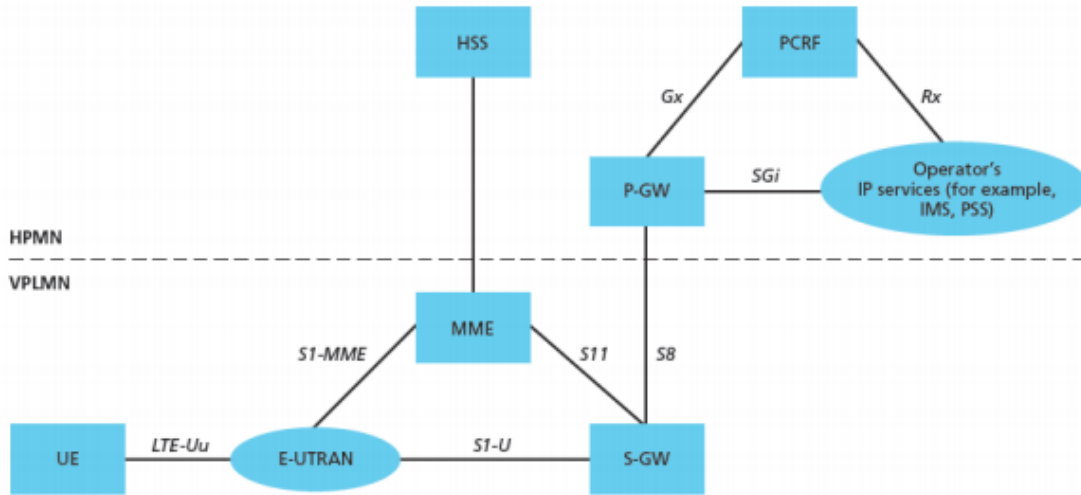 HSS
PCRF
Gx
Rx
P-GW
SGi
Operator's
IP services (for example,
IMS, PSS)
HPMN
VPLMN
MME
S1-MME
S11
S8
UE
LTE-Uu
E-UTRAN
S1-U
S-GW